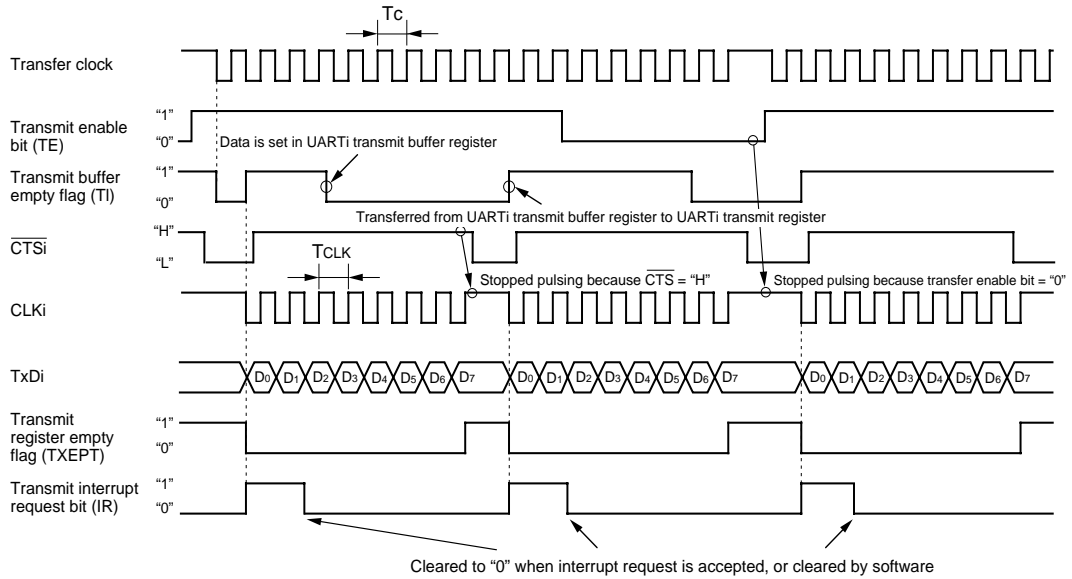 Tc
Transfer clock
"1"
Transmit enable
bit (TE)
"0"
Data is set in UARTi transmit buffer register
Transmit buffer
empty flag (TI)
"1"
"0"
Transferred from UARTi transmit buffer register to UARTi transmit register
CTSi
"H"
"L"
TCLK
Stopped pulsing because CTS = "H"
Stopped pulsing because transfer enable bit = "0"
CLKi
TxDi
D0 D1 D2 D3 D4 D5 D6 D7 D0 D1 D2 D3 D4 D5 D6 D7 D0 D1 D2 D3 D4 D5 D6 D7
Transmit
register empty
flag (TXEPT)
"1"
"0"
Transmit interrupt
request bit (IR)
"1"
"0"
Cleared to "0" when interrupt request is accepted, or cleared by software